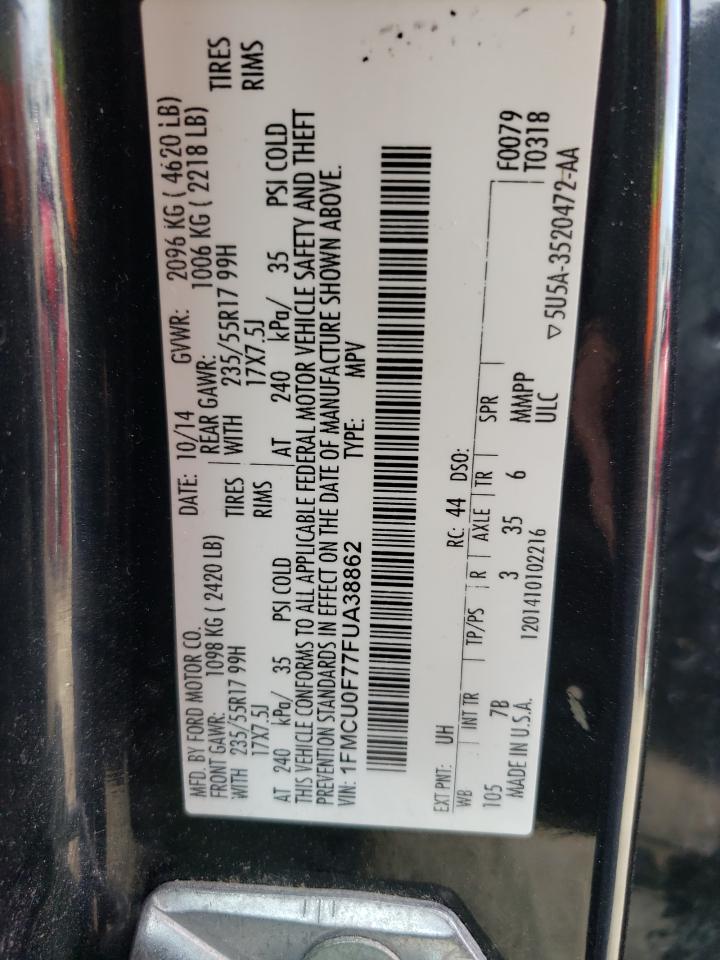 MFD. BY FORD MOTOR CO. DATE: 10/14 GVWR: 2096 KG ( 4620 LB)
FRONT GAWR: 1098 KG ( 2420 LB) REAR GAWR: 1006 KG ( 2218 LB)
WITH 235/55R17 99H TIRES WITH 235/55R17 99H TIRES
17X7.5J RIMS 17X7.5J RIMS
AT 240 kPa/ 35 PSI COLD AT 240 kPa/ 35 PSI COLD
THIS VEHICLE CONFORMS TO ALL APPLICABLE FEDERAL MOTOR VEHICLE SAFETY AND THEFT
PREVENTION STANDARDS IN EFFECT ON THE DATE OF MANUFACTURE SHOWN ABOVE.
VIN: 1FMCU0F77FUA38862 TYPE: MPV
EXT PNT: UH RC: 44 DSO: F0079
WB INT TR TP/PS R AXLE TR SPR T0318
105 7B 3 35 6 MMPP
MADE IN U.S.A. 1201410102216 ULC ▽5U5A-3520472-AA